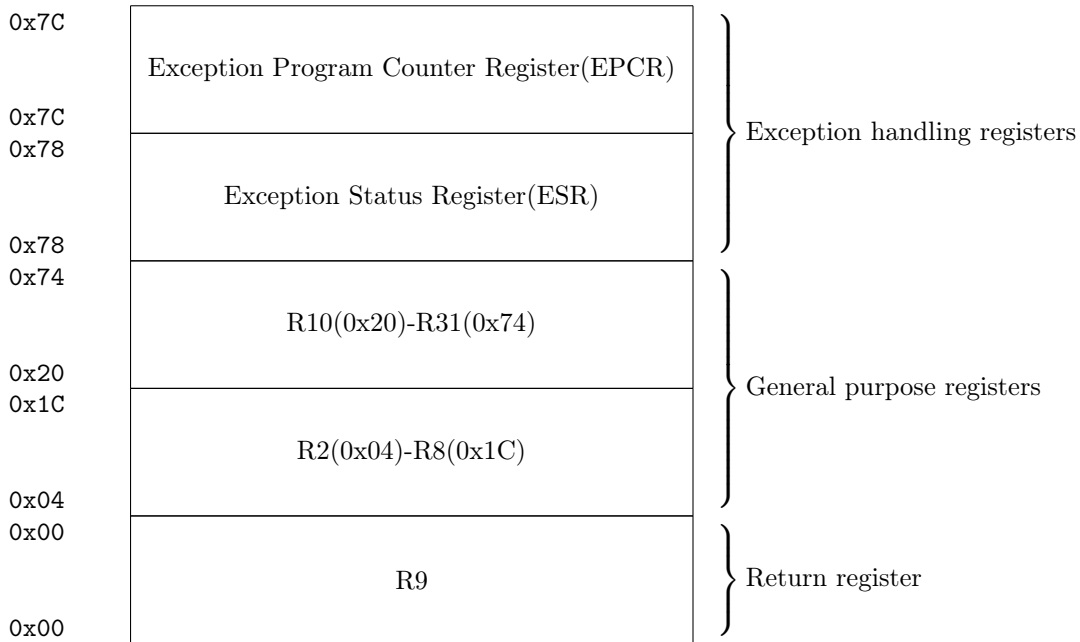 0x7C
Exception Program Counter Register(EPCR)
0x7C
Exception handling registers
0x78
Exception Status Register(ESR)
0x78
0x74
R10(0x20)-R31(0x74)
0x20
General purpose registers
0x1C
R2(0x04)-R8(0x1C)
0x04
0x00
R9
Return register
0x00